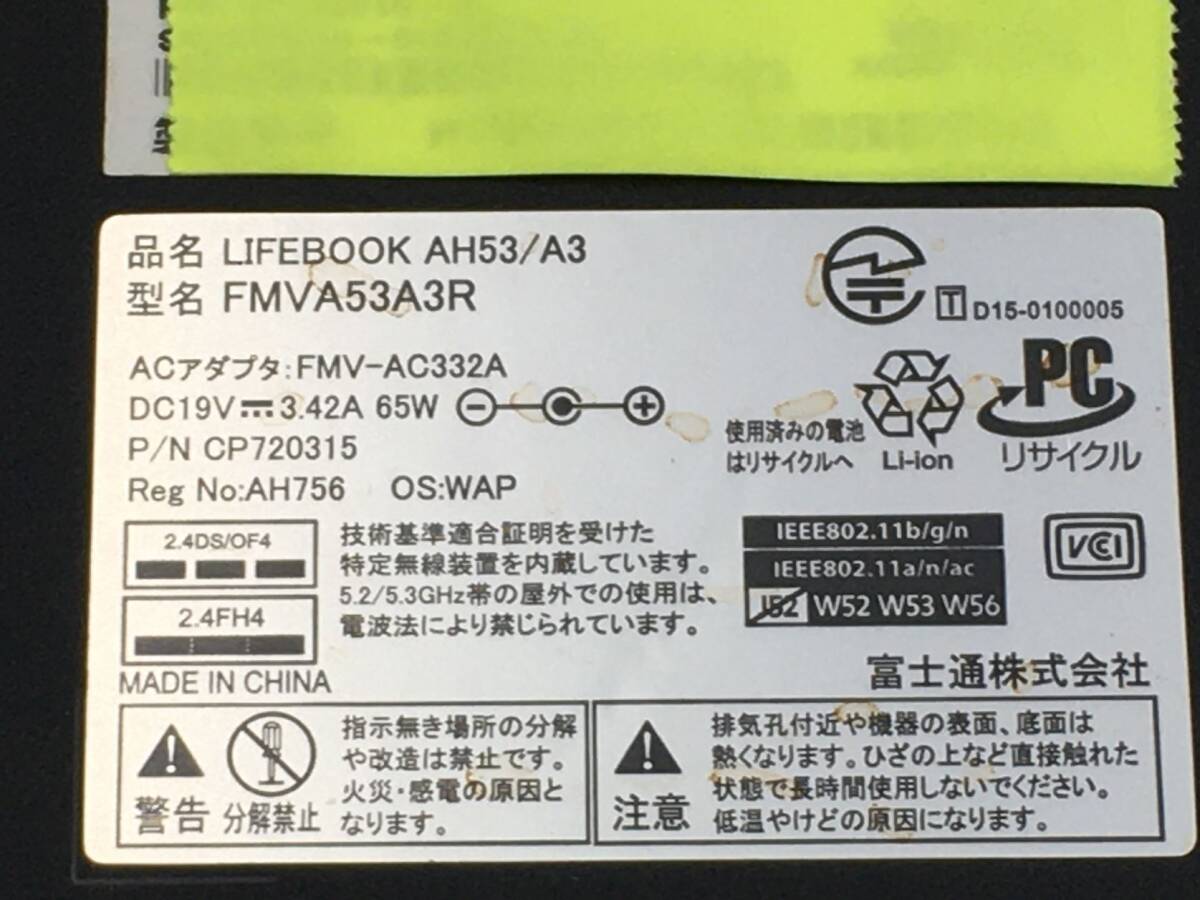 品名 LIFEBOOK AH53/A3
型名 FMVA53A3R
T D15-0100005
ACアダプタ:FMV-AC332A
DC19V 3.42A 65W
P/N CP720315
Reg No:AH756 OS:WAP
使用済みの電池
はリサイクルへ
Li-ion
PC
リサイクル
2.4DS/OF4
2.4FH4
技術基準適合証明を受けた
特定無線装置を内蔵しています。
5.2/5.3GHz帯の屋外での使用は、
電波法により禁じられています。
IEEE802.11b/g/n
IEEE802.11a/n/ac
J52 W52 W53 W56
VCCI
MADE IN CHINA
富士通株式会社
警告
分解禁止
指示無き場所の分解
や改造は禁止です。
火災・感電の原因と
なります。
注意
排気孔付近や機器の表面、底面は
熱くなります。ひざの上など直接触れた
状態で長時間使用しないでください。
低温やけどの原因になります。